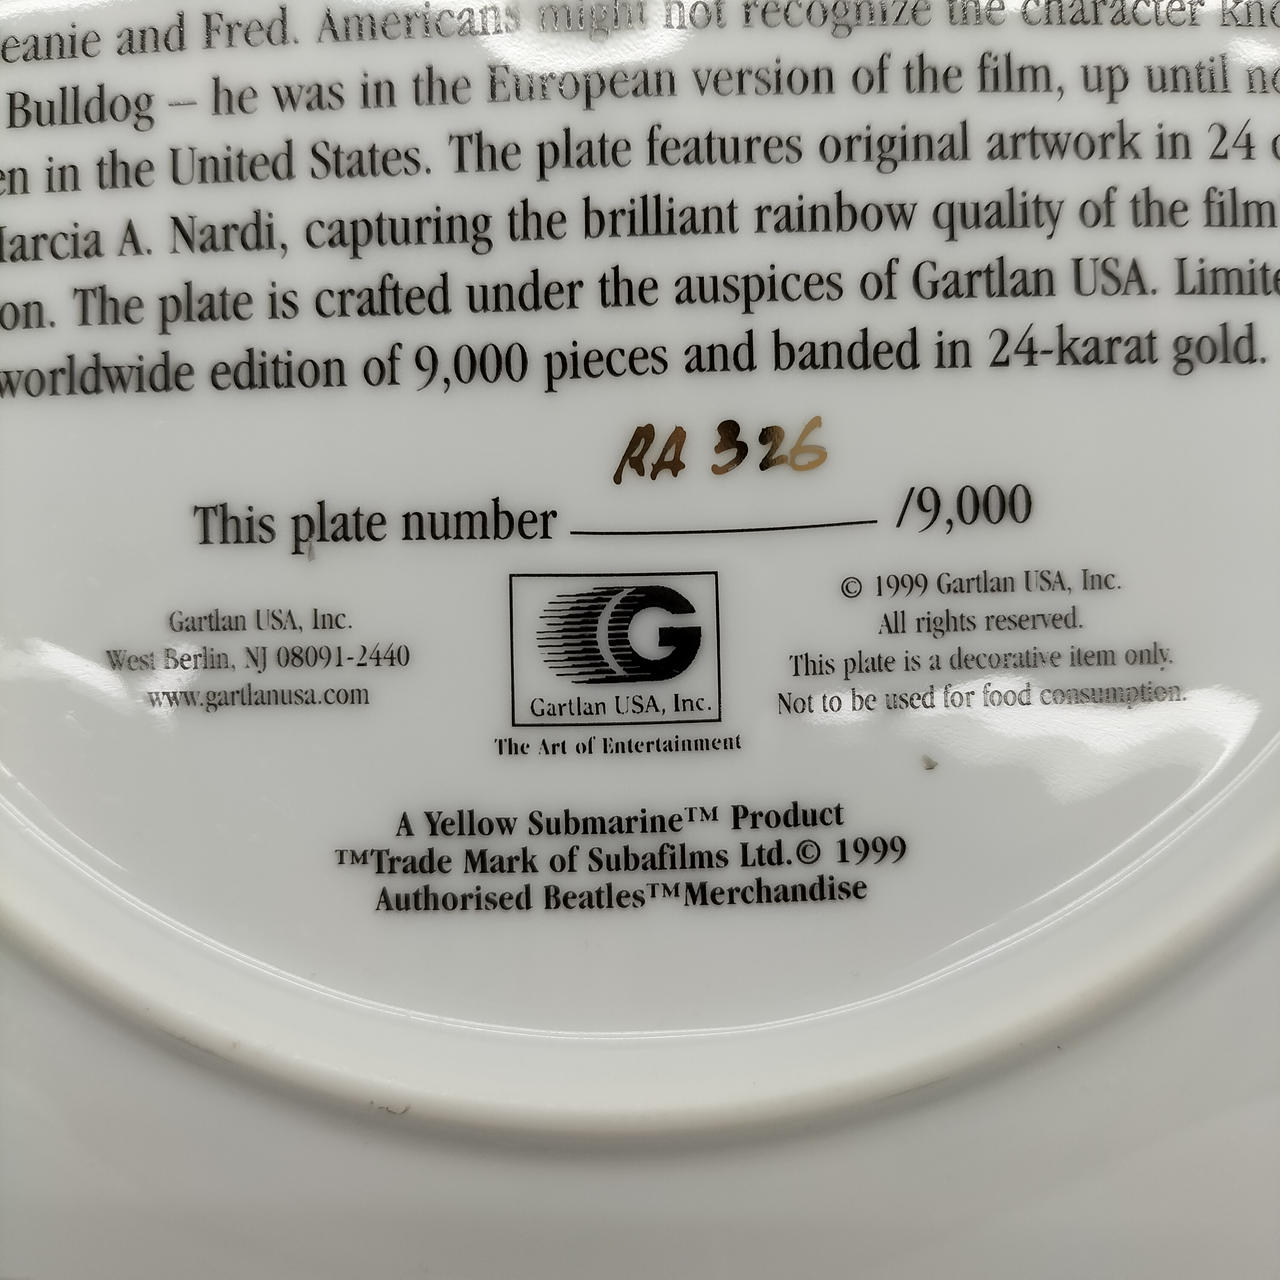 eanie and Fred. Americans might not recognize the character
Bulldog – he was in the European version of the film, up until
in the United States. The plate features original artwork in 24
A. Nardi, capturing the brilliant rainbow quality of the film
on. The plate is crafted under the auspices of Gartlan USA.
worldwide edition of 9,000 pieces and banded in 24-karat gold.
RA 326
This plate number /9,000
Gartlan USA, Inc.
West Berlin, NJ 08091-2440
www.gartlanusa.com
G
Gartlan USA, Inc.
The Art of Entertainment
© 1999 Gartlan USA, Inc.
All rights reserved.
This plate is a decorative item only.
Not to be used for food consumption.
A Yellow Submarine™ Product
™Trade Mark of Subafilms Ltd.© 1999
Authorised Beatles™Merchandise